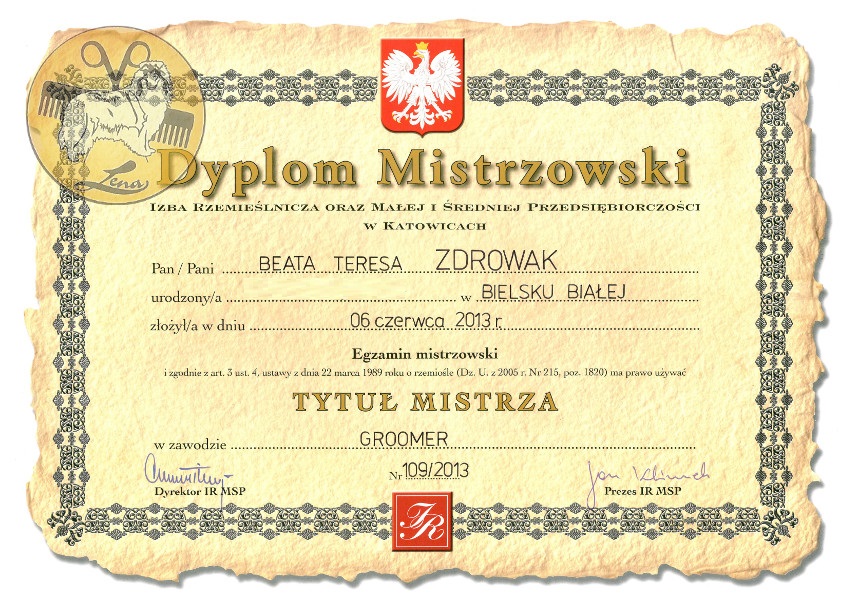 Lena
Dyplom Mistrzowski
IZBA RZEMIEŚLNICZA ORAZ MAŁEJ I ŚREDNIEJ PRZEDSIĘBIORCZOŚCI
W KATOWICACH
Pan / Pani BEATA TERESA ZDROWAK
urodzony/a .......... w BIELSKU BIAŁEJ
złożył/a w dniu 06 czerwca 2013 r.
Egzamin mistrzowski
i zgodnie z art. 3 ust. 4, ustawy z dnia 22 marca 1989 roku o rzemiośle (Dz. U. z 2005 r. Nr 215, poz. 1820) ma prawo używać
TYTUŁ MISTRZA
w zawodzie GROOMER
Nr 109/2013
Jan Klimek
Dyrektor IR MSP
Prezes IR MSP
IR